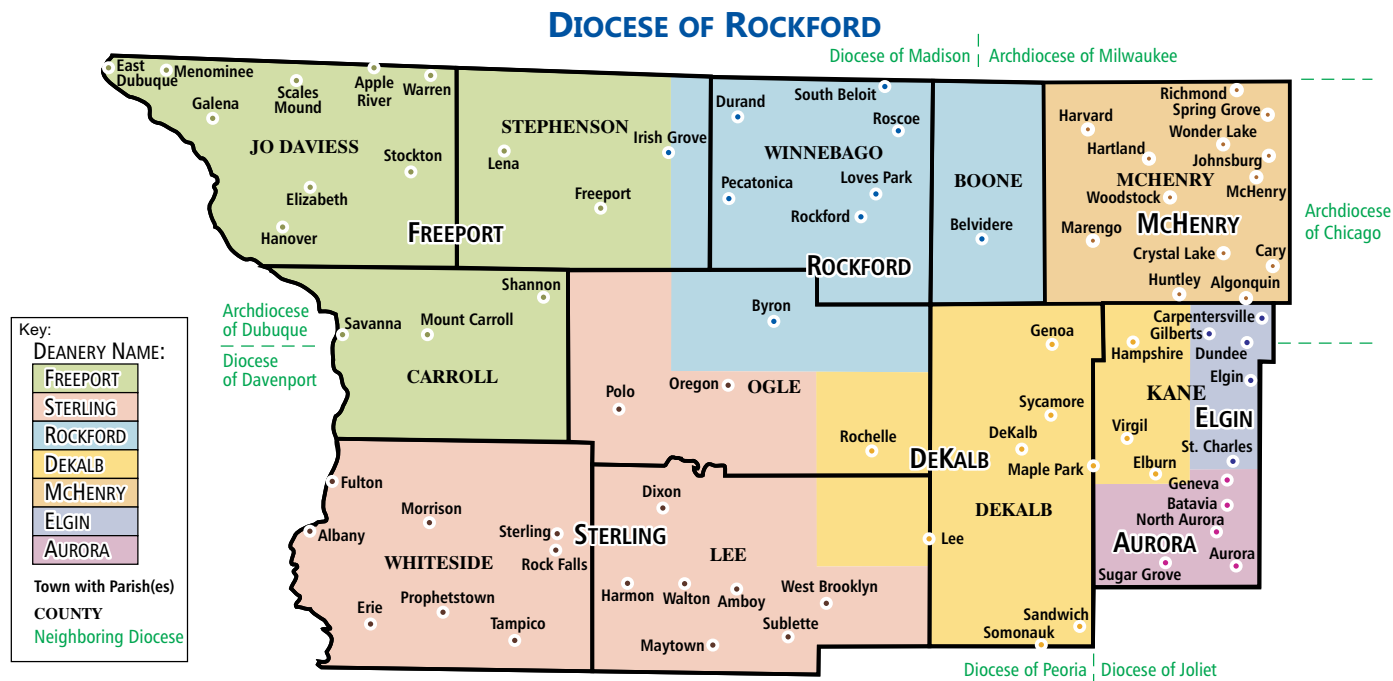 DIOCESE OF ROCKFORD
Diocese of Madison
Archdiocese of Milwaukee
East
Dubuque
Menominee
Galena
Scales
Mound
Apple
River
Warren
JO DAVIESS
Stockton
Elizabeth
Hanover
FREEPORT
STEPHENSON
Lena
Freeport
Irish Grove
Durand
South Beloit
Roscoe
WINNEBAGO
Pecatonica
Loves Park
Rockford
ROCKFORD
BOONE
Belvidere
Richmond
Spring Grove
Harvard
Wonder Lake
Hartland
Johnsburg
MCHENRY
McHenry
Woodstock
MCHENRY
Marengo
Crystal Lake
Cary
Huntley
Algonquin
Archdiocese
of Chicago
Archdiocese
of Dubuque
Diocese
of Davenport
Shannon
Savanna
Mount Carroll
CARROLL
Byron
Oregon
OGLE
Polo
Rochelle
Genoa
Sycamore
DeKalb
DEKALB
Maple Park
DEKALB
Lee
Sandwich
Somonauk
Carpentersville
Gilberts
Hampshire
Dundee
Elgin
KANE
ELGIN
Virgil
St. Charles
Elburn
Geneva
Batavia
North Aurora
AURORA
Aurora
Sugar Grove
Fulton
Morrison
Albany
Sterling
STERLING
Rock Falls
WHITESIDE
Erie
Prophetstown
Tampico
Dixon
LEE
Harmon
Walton
Amboy
West Brooklyn
Sublette
Maytown
Diocese of Peoria
Diocese of Joliet
Key:
DEANERY NAME:
FREEPORT
STERLING
ROCKFORD
DEKALB
MCHENRY
ELGIN
AURORA
Town with Parish(es)
COUNTY
Neighboring Diocese